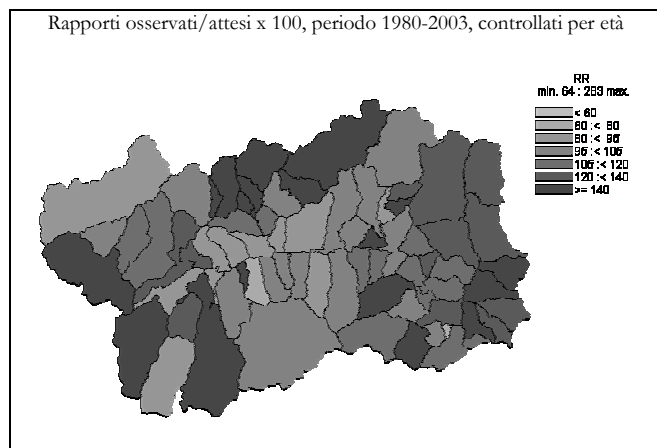 Rapporti osservati/attesi x 100, periodo 1980-2003, controllati per età
RR
min. 64 : 283 max.
< 60
60 :< 80
80 :< 95
95 :< 105
105 :< 120
120 :< 140
>= 140